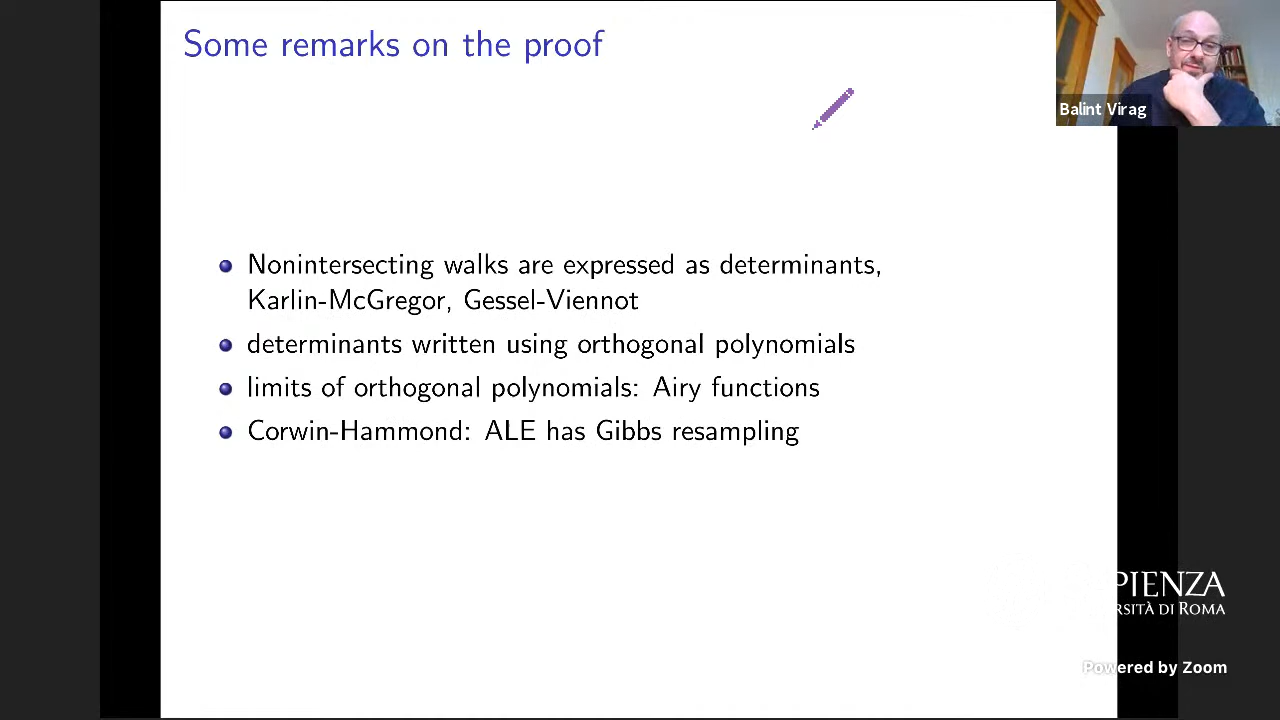 Some remarks on the proof
Balint Virag
Nonintersecting walks are expressed as determinants,
Karlin-McGregor, Gessel-Viennot
determinants written using orthogonal polynomials
limits of orthogonal polynomials: Airy functions
Corwin-Hammond: ALE has Gibbs resampling
PIENZA
RSITÀ DI ROMA
Powered by Zoom